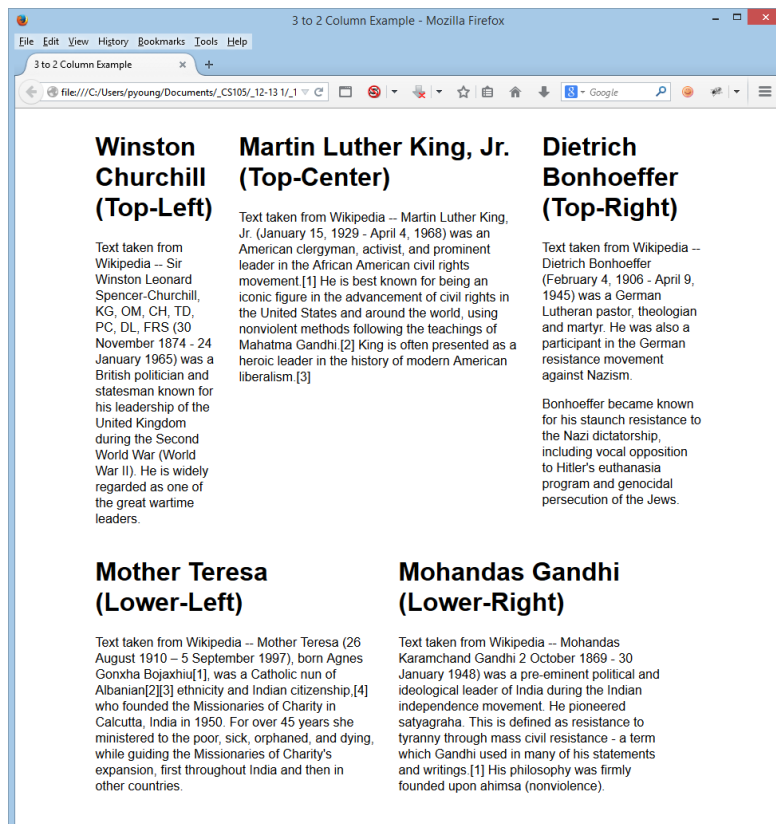 3 to 2 Column Example - Mozilla Firefox
File Edit View History Bookmarks Tools Help
3 to 2 Column Example
file:///C:/Users/pyoung/Documents/_CS105/_12-13 1/_1
Google
Winston
Churchill
(Top-Left)
Text taken from
Wikipedia -- Sir
Winston Leonard
Spencer-Churchill,
KG, OM, CH, TD,
PC, DL, FRS (30
November 1874 - 24
January 1965) was a
British politician and
statesman known for
his leadership of the
United Kingdom
during the Second
World War (World
War II). He is widely
regarded as one of
the great wartime
leaders.
Martin Luther King, Jr.
(Top-Center)
Text taken from Wikipedia -- Martin Luther King,
Jr. (January 15, 1929 - April 4, 1968) was an
American clergyman, activist, and prominent
leader in the African American civil rights
movement.[1] He is best known for being an
iconic figure in the advancement of civil rights in
the United States and around the world, using
nonviolent methods following the teachings of
Mahatma Gandhi.[2] King is often presented as a
heroic leader in the history of modern American
liberalism.[3]
Dietrich
Bonhoeffer
(Top-Right)
Text taken from Wikipedia --
Dietrich Bonhoeffer
(February 4, 1906 - April 9,
1945) was a German
Lutheran pastor, theologian
and martyr. He was also a
participant in the German
resistance movement
against Nazism.
Bonhoeffer became known
for his staunch resistance to
the Nazi dictatorship,
including vocal opposition
to Hitler's euthanasia
program and genocidal
persecution of the Jews.
Mother Teresa
(Lower-Left)
Text taken from Wikipedia -- Mother Teresa (26
August 1910 – 5 September 1997), born Agnes
Gonxha Bojaxhiu[1], was a Catholic nun of
Albanian[2][3] ethnicity and Indian citizenship,[4]
who founded the Missionaries of Charity in
Calcutta, India in 1950. For over 45 years she
ministered to the poor, sick, orphaned, and dying,
while guiding the Missionaries of Charity's
expansion, first throughout India and then in
other countries.
Mohandas Gandhi
(Lower-Right)
Text taken from Wikipedia -- Mohandas
Karamchand Gandhi 2 October 1869 - 30
January 1948) was a pre-eminent political and
ideological leader of India during the Indian
independence movement. He pioneered
satyagraha. This is defined as resistance to
tyranny through mass civil resistance - a term
which Gandhi used in many of his statements
and writings.[1] His philosophy was firmly
founded upon ahimsa (nonviolence).